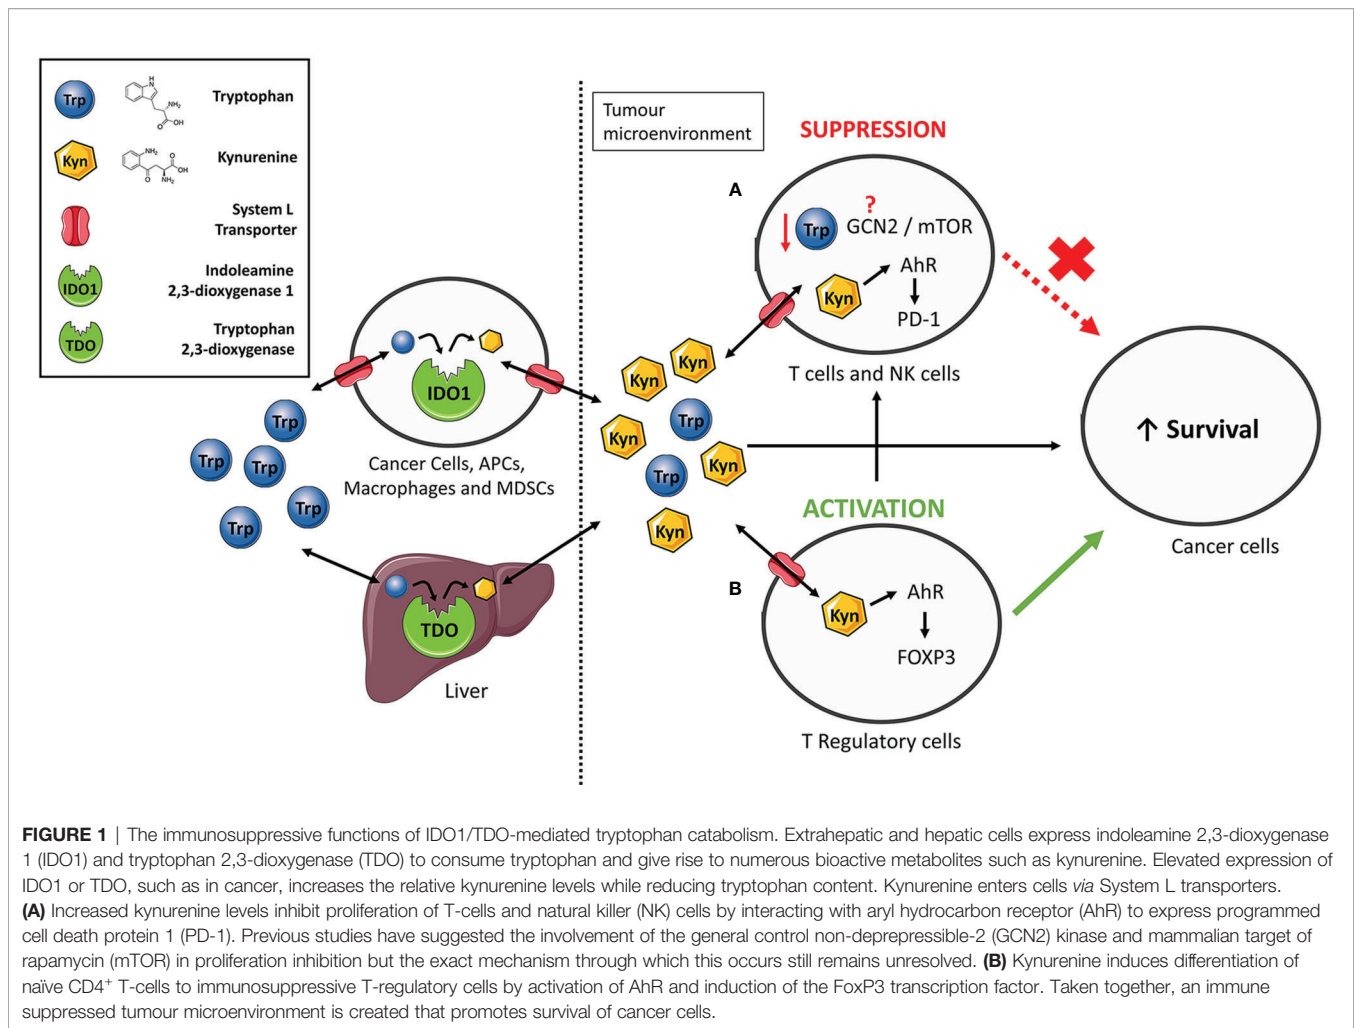 Trp
Tryptophan
Kyn
Kynurenine
System L
Transporter
IDO1
Indoleamine
2,3-dioxygenase 1
TDO
Tryptophan
2,3-dioxygenase
H
N
NH₂
OH
O
NH₂
O
OH
O
NH₂
IDO1
Cancer Cells, APCs,
Macrophages and MDSCs
Trp
Trp
Trp
Trp
Trp
TDO
Liver
Tumour
microenvironment
SUPPRESSION
A
Trp
?
GCN2 / mTOR
Kyn
AhR
PD-1
T cells and NK cells
Kyn
Kyn
Kyn
Trp
Kyn
Trp
Kyn
ACTIVATION
B
Kyn
AhR
FOXP3
T Regulatory cells
↑ Survival
Cancer cells
FIGURE 1 | The immunosuppressive functions of IDO1/TDO-mediated tryptophan catabolism. Extrahepatic and hepatic cells express indoleamine 2,3-dioxygenase
1 (IDO1) and tryptophan 2,3-dioxygenase (TDO) to consume tryptophan and give rise to numerous bioactive metabolites such as kynurenine. Elevated expression of
IDO1 or TDO, such as in cancer, increases the relative kynurenine levels while reducing tryptophan content. Kynurenine enters cells via System L transporters.
(A) Increased kynurenine levels inhibit proliferation of T-cells and natural killer (NK) cells by interacting with aryl hydrocarbon receptor (AhR) to express programmed
cell death protein 1 (PD-1). Previous studies have suggested the involvement of the general control non-deprepressible-2 (GCN2) kinase and mammalian target of
rapamycin (mTOR) in proliferation inhibition but the exact mechanism through which this occurs still remains unresolved. (B) Kynurenine induces differentiation of
naïve CD4⁺ T-cells to immunosuppressive T-regulatory cells by activation of AhR and induction of the FoxP3 transcription factor. Taken together, an immune
suppressed tumour microenvironment is created that promotes survival of cancer cells.